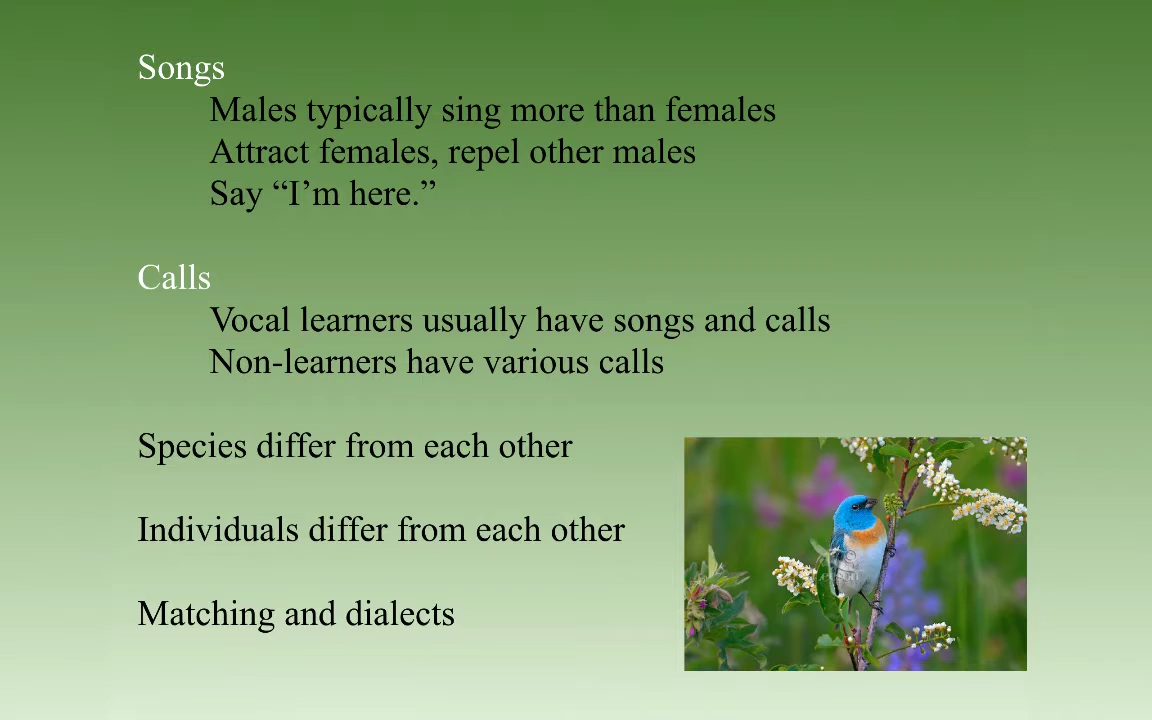 Songs
Males typically sing more than females
Attract females, repel other males
Say “I’m here.”
Calls
Vocal learners usually have songs and calls
Non-learners have various calls
Species differ from each other
Individuals differ from each other
Matching and dialects